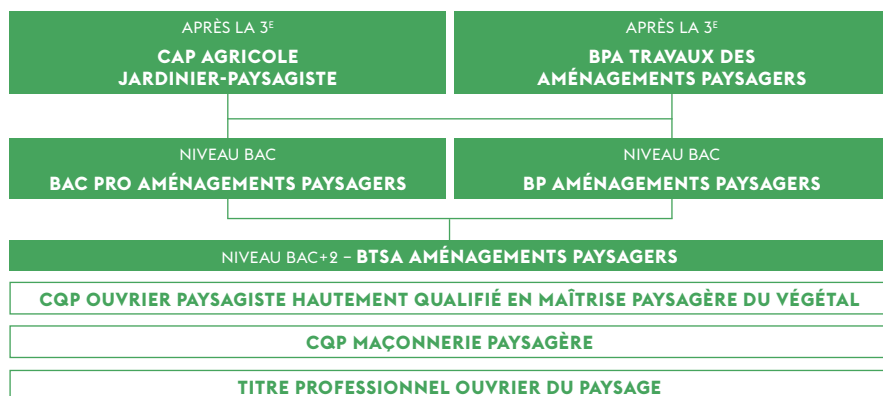 APRÈS LA 3E
CAP AGRICOLE
JARDINIER-PAYSAGISTE
APRÈS LA 3E
BPA TRAVAUX DES
AMÉNAGEMENTS PAYSAGERS
NIVEAU BAC
BAC PRO AMÉNAGEMENTS PAYSAGERS
NIVEAU BAC
BP AMÉNAGEMENTS PAYSAGERS
NIVEAU BAC+2 – BTSA AMÉNAGEMENTS PAYSAGERS
CQP OUVRIER PAYSAGISTE HAUTEMENT QUALIFIÉ EN MAÎTRISE PAYSAGÈRE DU VÉGÉTAL
CQP MAÇONNERIE PAYSAGÈRE
TITRE PROFESSIONNEL OUVRIER DU PAYSAGE